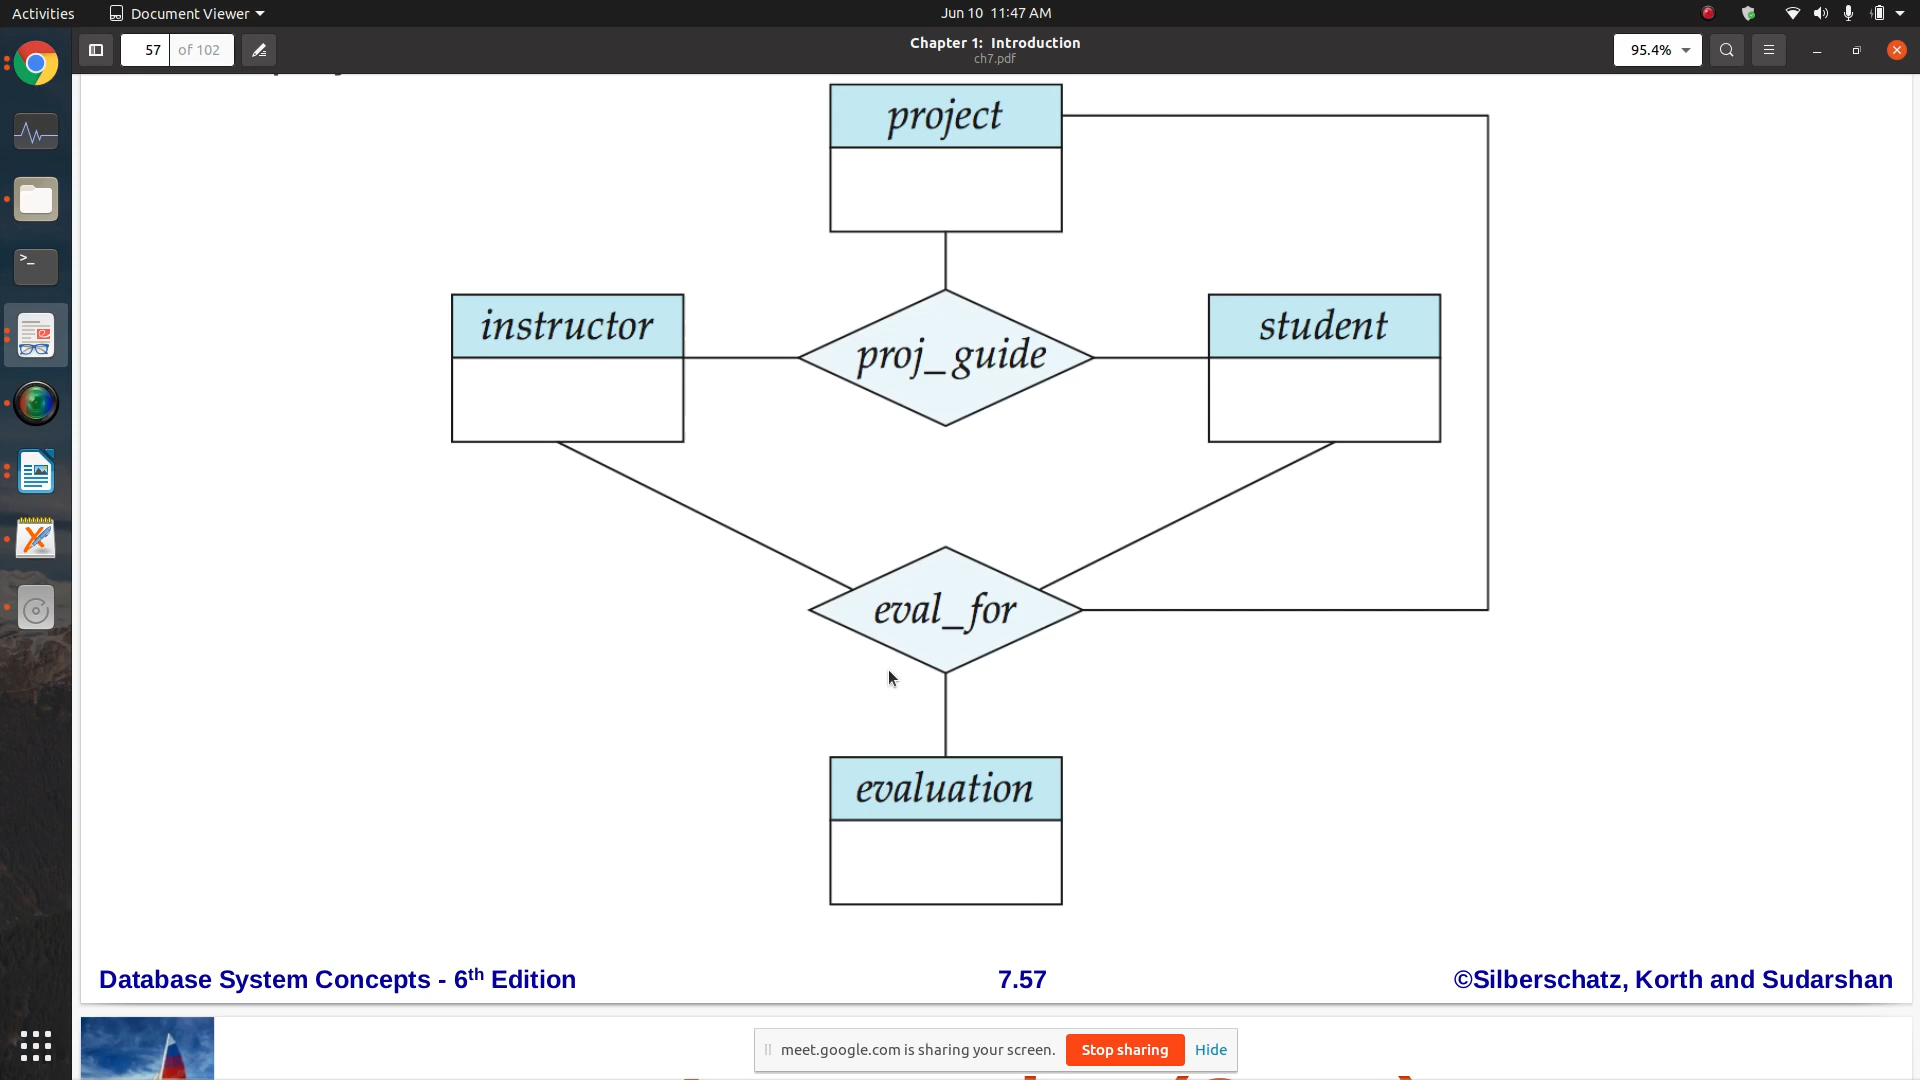 Activities
Document Viewer
Jun 10 11:47 AM
57 of 102
Chapter 1: Introduction
ch7.pdf
95.4%
project
instructor
proj_guide
student
eval_for
evaluation
Database System Concepts - 6th Edition
7.57
©Silberschatz, Korth and Sudarshan
meet.google.com is sharing your screen.
Stop sharing
Hide